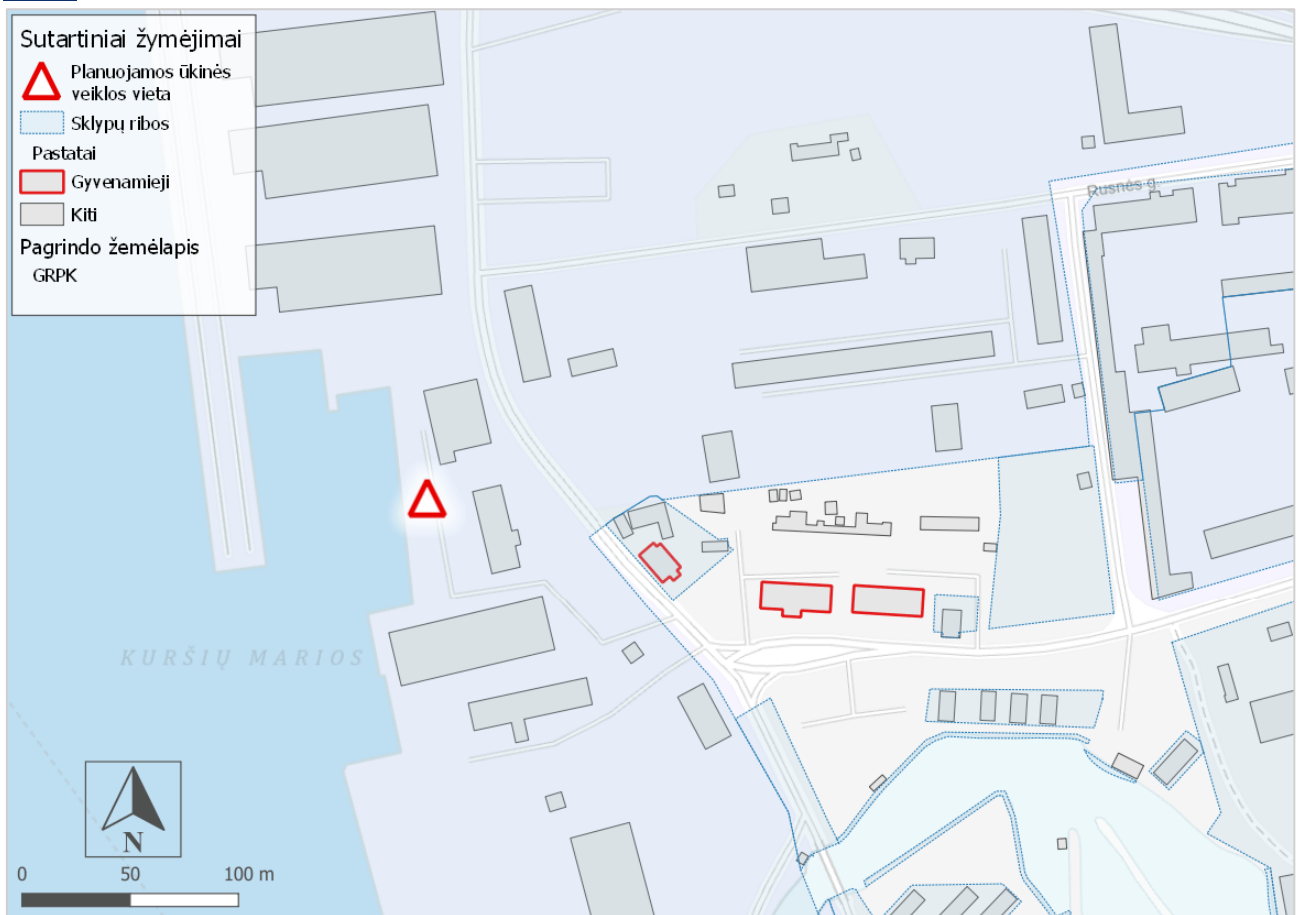 Sutartiniai žymėjimai
Planuojamos ūkinės
veiklos vieta
Sklypų ribos
Pastatai
Gyvenamieji
Kiti
Pagrindo žemėlapis
GRPK
Rusnės g.
KURŠIŲ MARIOS
N
0 50 100 m